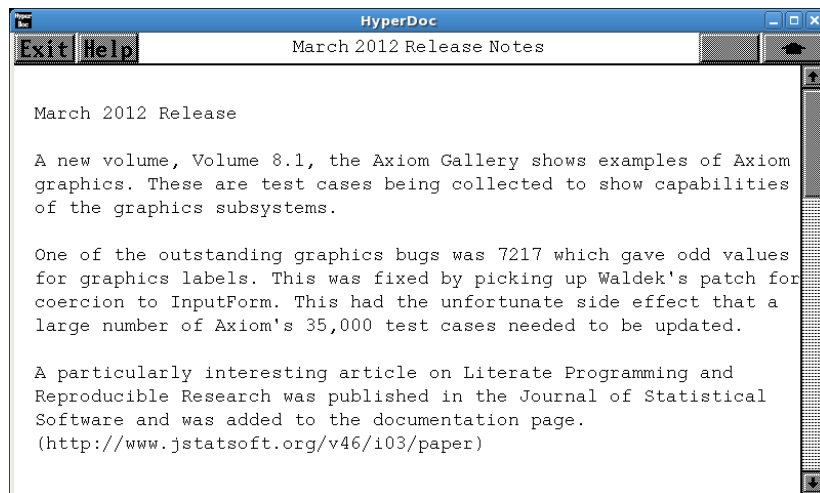 Hyper Doc
HyperDoc
Exit Help
March 2012 Release Notes
March 2012 Release
A new volume, Volume 8.1, the Axiom Gallery shows examples of Axiom
graphics. These are test cases being collected to show capabilities
of the graphics subsystems.
One of the outstanding graphics bugs was 7217 which gave odd values
for graphics labels. This was fixed by picking up Waldek's patch for
coercion to InputForm. This had the unfortunate side effect that a
large number of Axiom's 35,000 test cases needed to be updated.
A particularly interesting article on Literate Programming and
Reproducible Research was published in the Journal of Statistical
Software and was added to the documentation page.
(http://www.jstatsoft.org/v46/i03/paper)